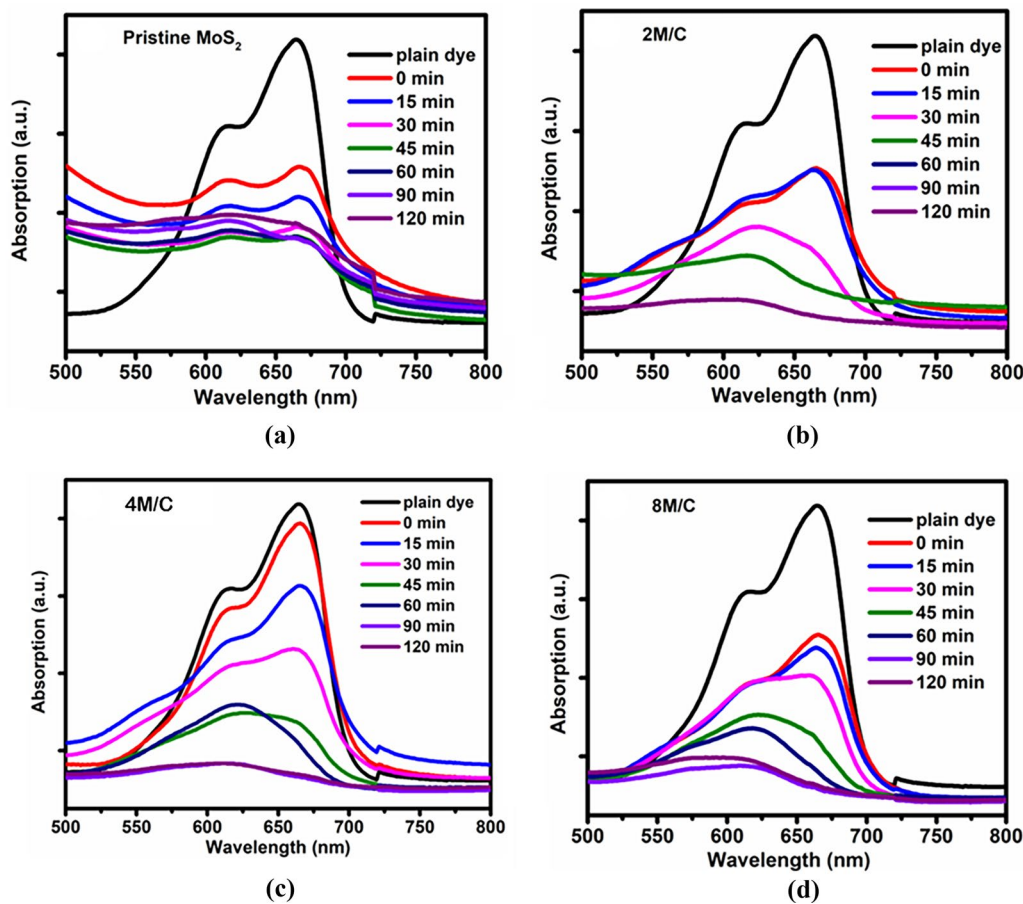 Pristine MoS₂
plain dye
0 min
15 min
30 min
45 min
60 min
90 min
120 min
Absorption (a.u.)
500 550 600 650 700 750 800
Wavelength (nm)
(a)
2M/C
plain dye
0 min
15 min
30 min
45 min
60 min
90 min
120 min
Absorption (a.u.)
500 550 600 650 700 750 800
Wavelength (nm)
(b)
4M/C
plain dye
0 min
15 min
30 min
45 min
60 min
90 min
120 min
Absorption (a.u.)
500 550 600 650 700 750 800
Wavelength (nm)
(c)
8M/C
plain dye
0 min
15 min
30 min
45 min
60 min
90 min
120 min
Absorption (a.u.)
500 550 600 650 700 750 800
Wavelength (nm)
(d)